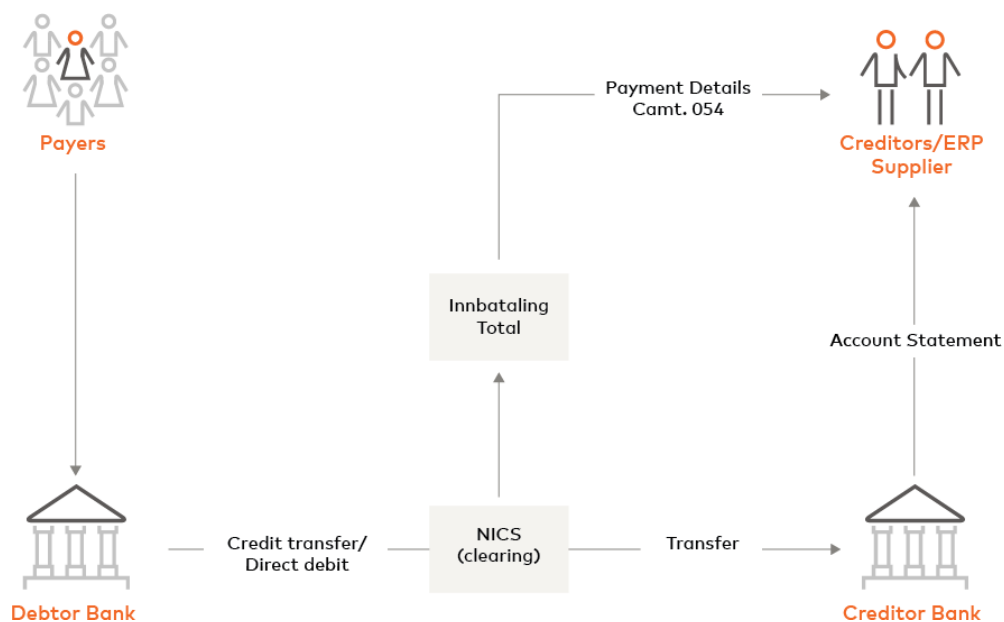 Payment Details
Camt. 054
Payers
Creditors/ERP
Supplier
Innbataling
Total
Account Statement
Credit transfer/
Direct debit
NICS
(clearing)
Transfer
Debtor Bank
Creditor Bank